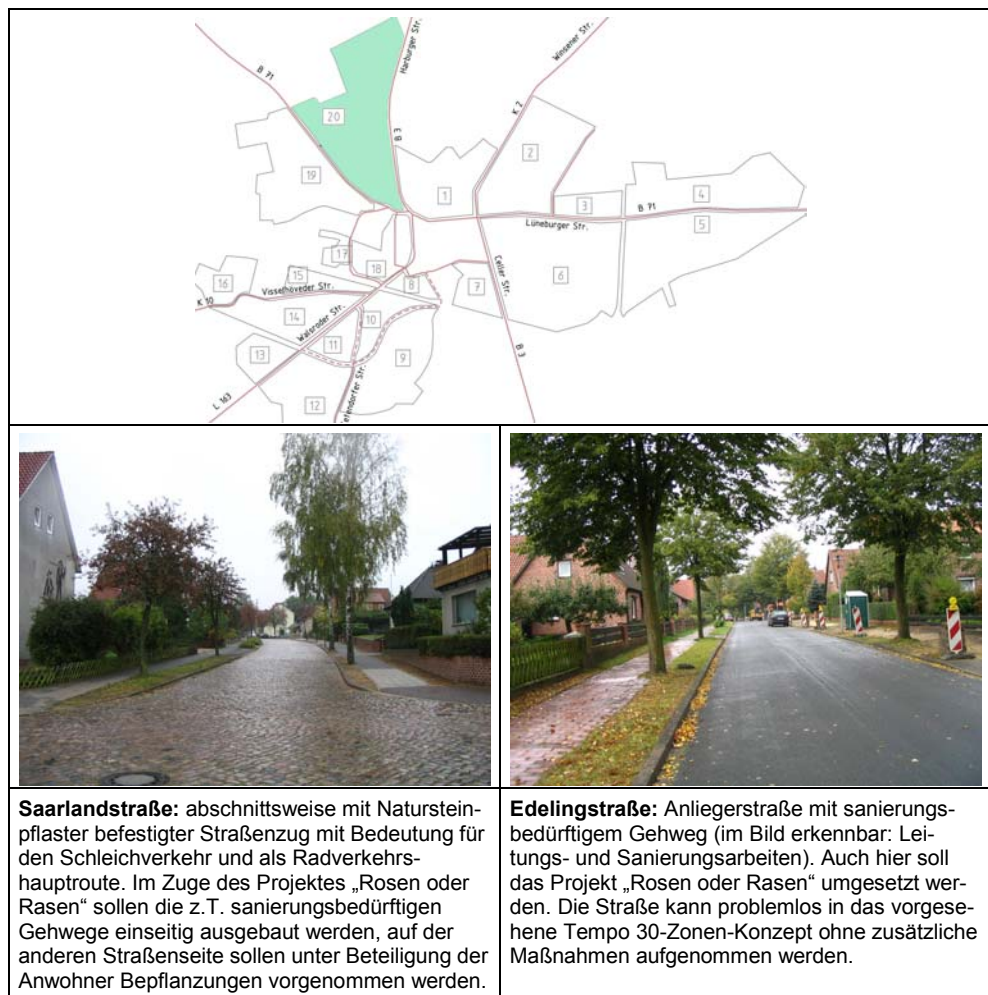 B 71
Harburger Str.
Winsener Str.
20
B 3
K 2
2
19
1
4
3
B 71
Lüneburger Str.
5
17
18
Celler Str.
6
16
15
8
7
Visselhöveder Str.
K 10
14
10
Walsroder Str.
11
9
13
B 3
L 163
12
Saarlandstraße: abschnittsweise mit Naturstein-
pflaster befestigter Straßenzug mit Bedeutung für
den Schleichverkehr und als Radverkehrs-
hauptroute. Im Zuge des Projektes „Rosen oder
Rasen“ sollen die z.T. sanierungsbedürftigen
Gehwege einseitig ausgebaut werden, auf der
anderen Straßenseite sollen unter Beteiligung der
Anwohner Bepflanzungen vorgenommen werden.
Edelingstraße: Anliegerstraße mit sanierungs-
bedürftigem Gehweg (im Bild erkennbar: Lei-
tungs- und Sanierungsarbeiten). Auch hier soll
das Projekt „Rosen oder Rasen“ umgesetzt wer-
den. Die Straße kann problemlos in das vorgese-
hene Tempo 30-Zonen-Konzept ohne zusätzliche
Maßnahmen aufgenommen werden.